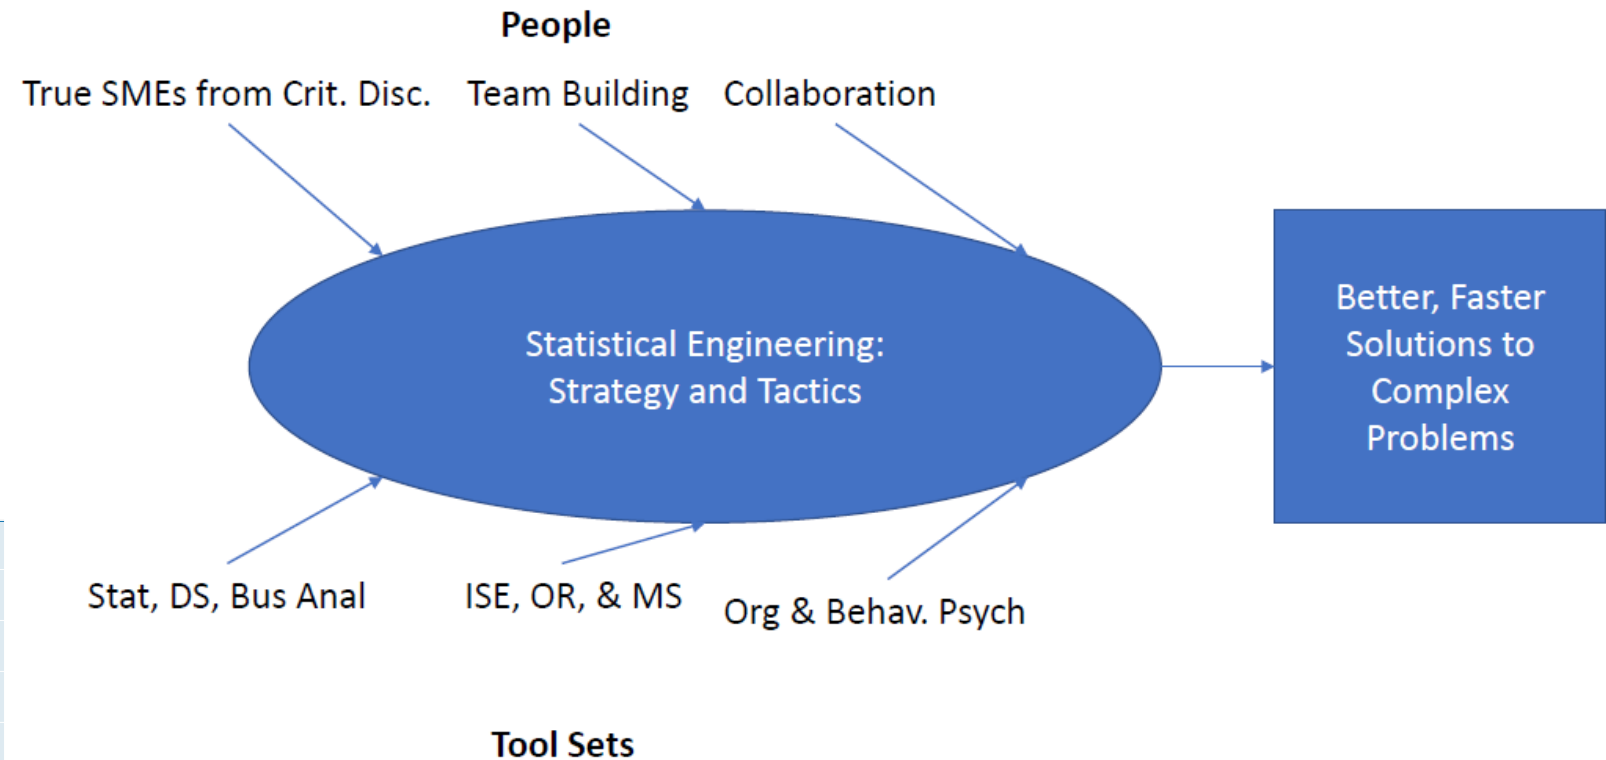 People
True SMEs from Crit. Disc.
Team Building
Collaboration
Statistical Engineering:
Strategy and Tactics
Better, Faster
Solutions to
Complex
Problems
Stat, DS, Bus Anal
ISE, OR, & MS
Org & Behav. Psych
Tool Sets